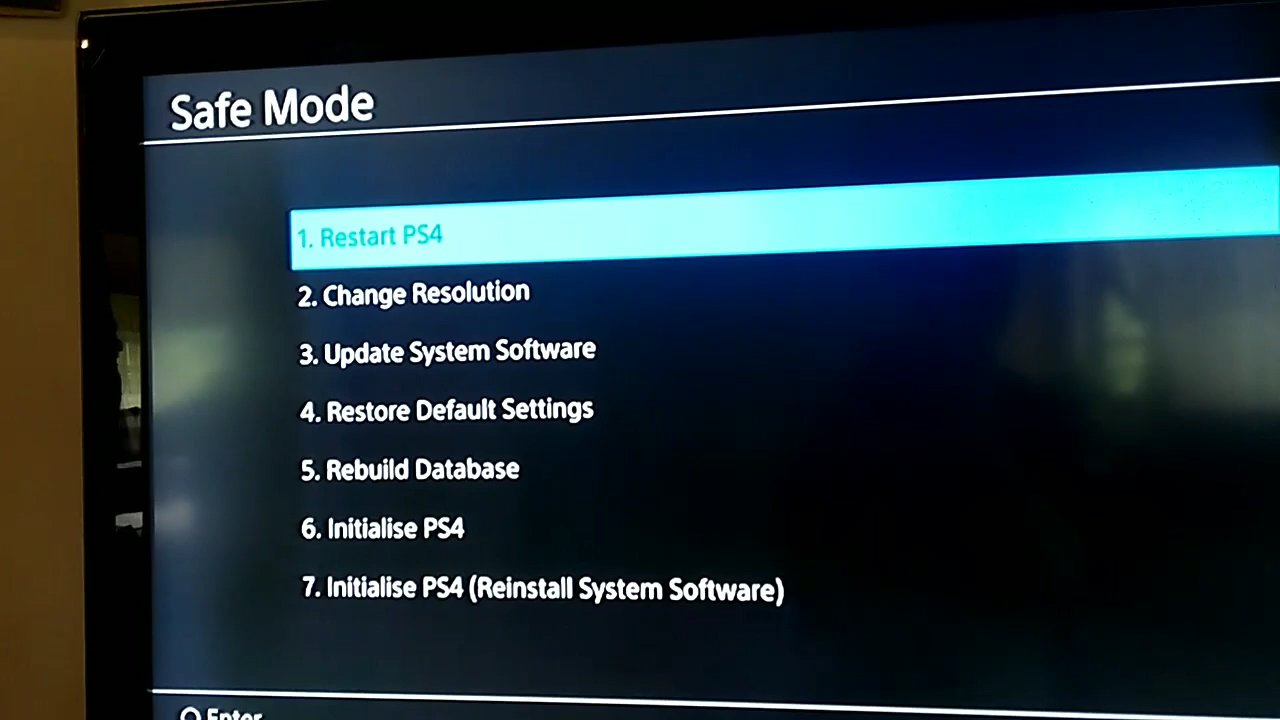 Safe Mode
1. Restart PS4
2. Change Resolution
3. Update System Software
4. Restore Default Settings
5. Rebuild Database
6. Initialise PS4
7. Initialise PS4 (Reinstall System Software)
Enter